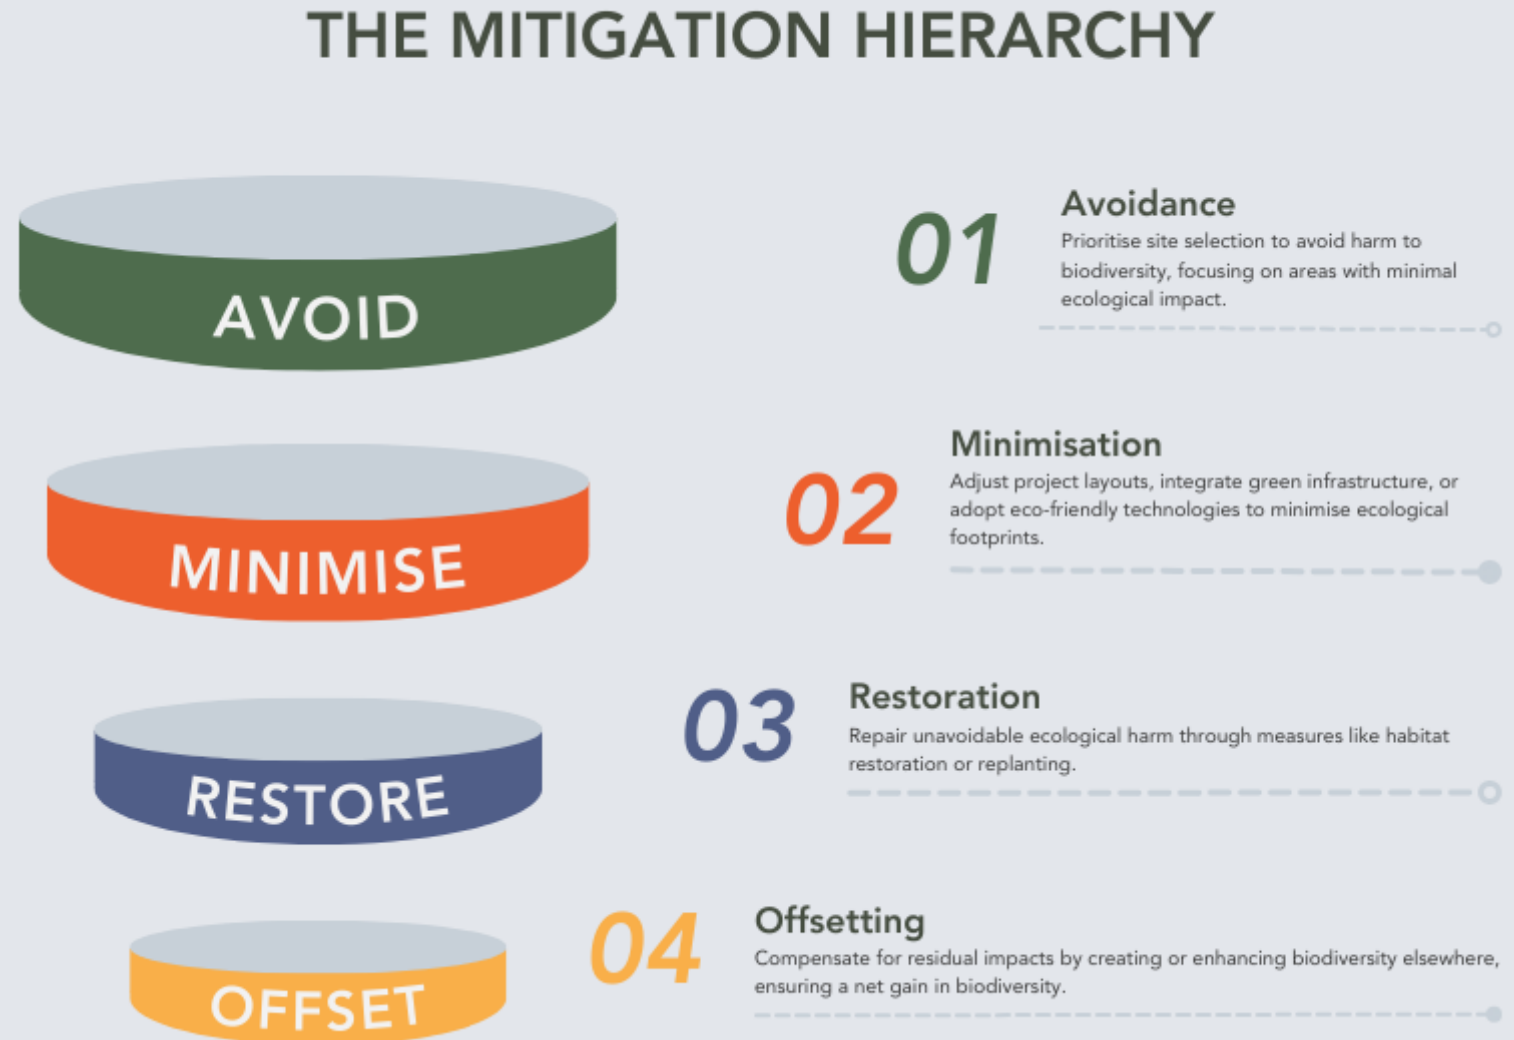 THE MITIGATION HIERARCHY
AVOID
01
Avoidance
Prioritise site selection to avoid harm to
biodiversity, focusing on areas with minimal
ecological impact.
MINIMISE
02
Minimisation
Adjust project layouts, integrate green infrastructure, or
adopt eco-friendly technologies to minimise ecological
footprints.
RESTORE
03
Restoration
Repair unavoidable ecological harm through measures like habitat
restoration or replanting.
OFFSET
04
Offsetting
Compensate for residual impacts by creating or enhancing biodiversity elsewhere,
ensuring a net gain in biodiversity.